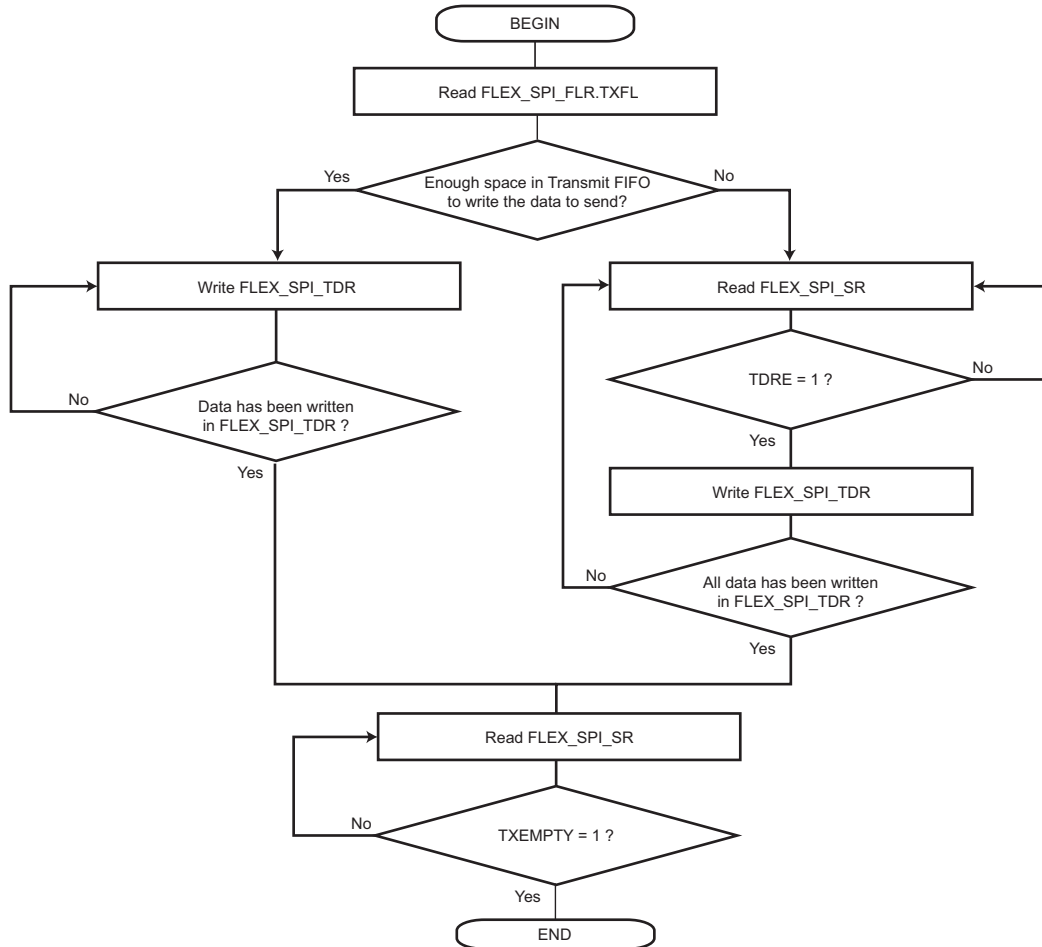 BEGIN
Read FLEX_SPI_FLR.TXFL
Yes
Enough space in Transmit FIFO
to write the data to send?
No
Write FLEX_SPI_TDR
Read FLEX_SPI_SR
No
Data has been written
in FLEX_SPI_TDR ?
Yes
TDRE = 1 ?
No
Yes
Write FLEX_SPI_TDR
No
All data has been written
in FLEX_SPI_TDR ?
Yes
Read FLEX_SPI_SR
No
TXEMPTY = 1 ?
Yes
END